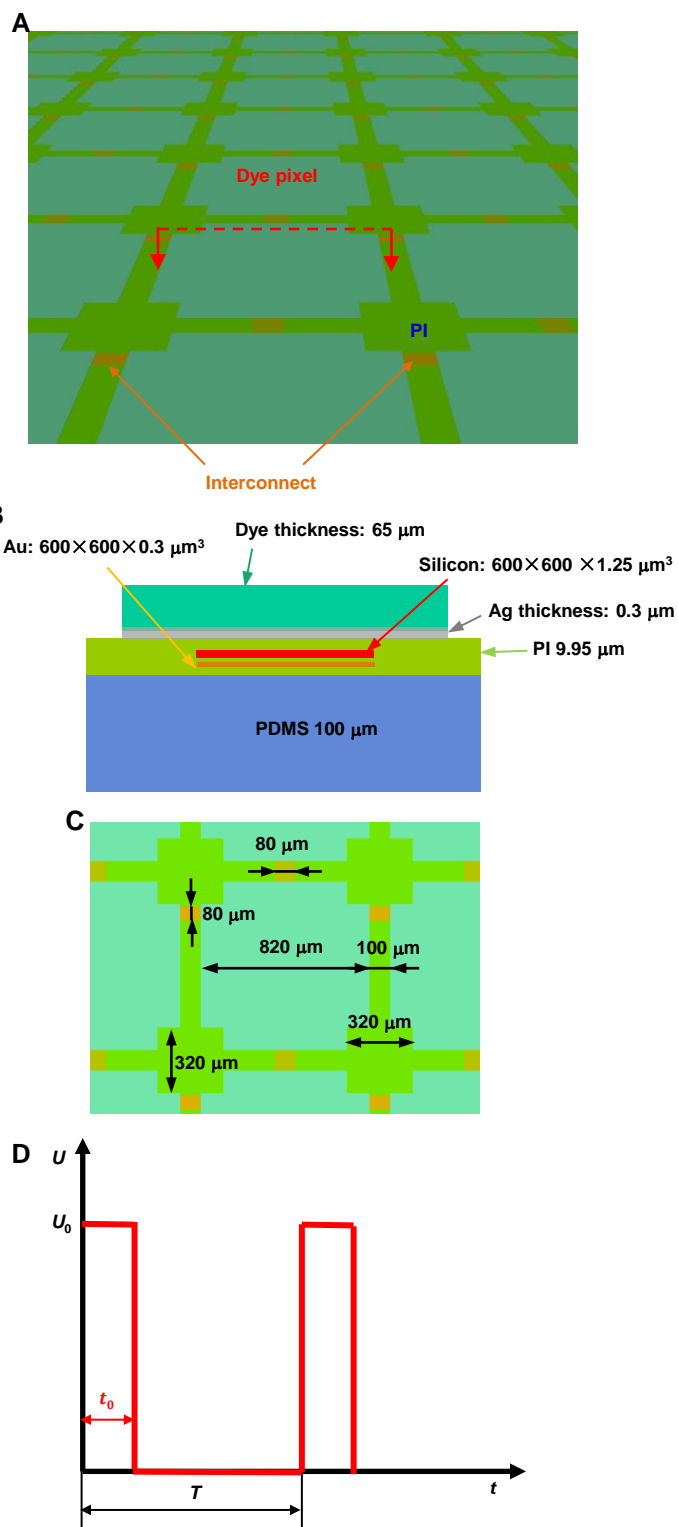 A
Dye pixel
PI
Interconnect
Dye thickness: 65 μm
Au: 600×600×0.3 μm³
Silicon: 600×600 ×1.25 μm³
Ag thickness: 0.3 μm
PI 9.95 μm
PDMS 100 μm
C
80 μm
80 μm
820 μm
100 μm
320 μm
320 μm
D
U
U₀
t₀
T
t